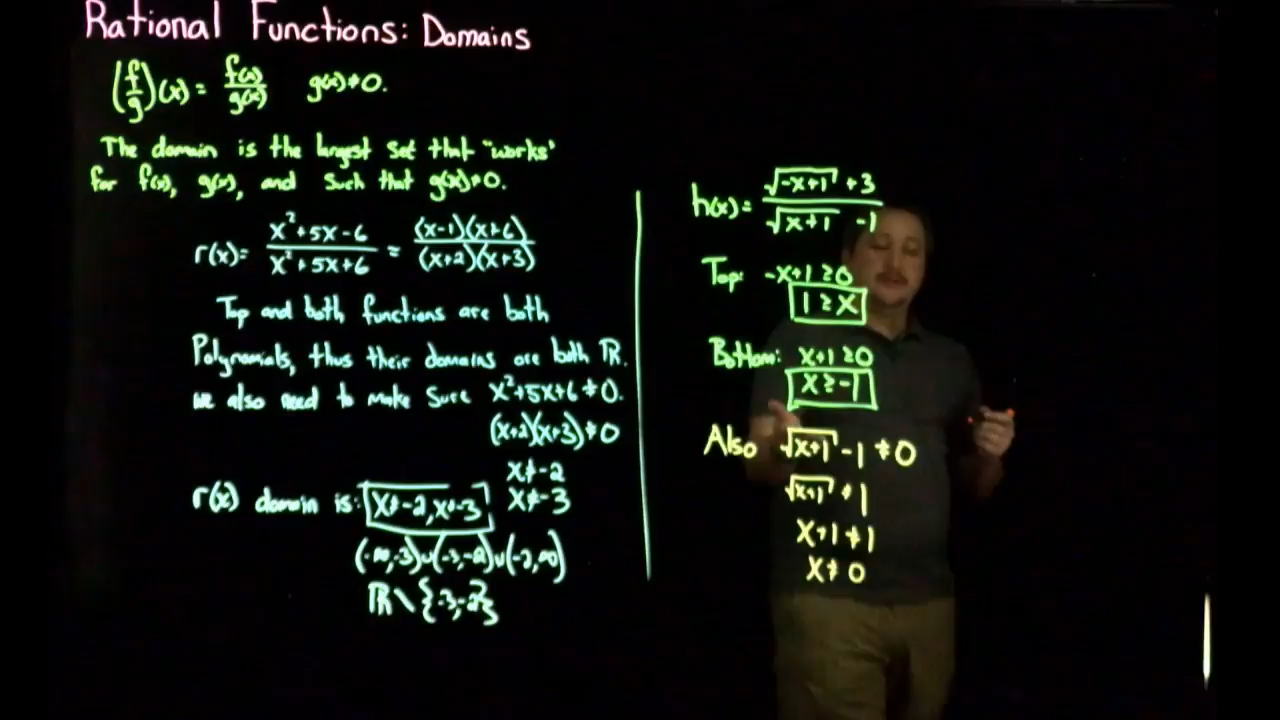 Rational Functions: Domains
(f/g)(x) = f(x)/g(x)   g(x)≠0.
The domain is the largest set that "works"
for f(x), g(x), and such that g(x)≠0.
r(x)= (x²+5x-6)/(x²+5x+6) = ((x-1)(x+6))/((x+2)(x+3))
Top and both functions are both
Polynomials, thus their domains are both ℝ.
we also need to make sure x²+5x+6≠0.
(x+2)(x+3)≠0
x≠-2
x≠-3
r(x) domain is: x≠-2, x≠-3
(-∞,-3)∪(-3,-2)∪(-2,∞)
ℝ\{-3,-2}
h(x)= (√(-x+1) +3)/(√(x+1) -1)
Top: -x+1≥0
1≥x
Bottom: x+1≥0
x≥-1
Also √(x+1) -1 ≠0
√(x+1) ≠ 1
x+1≠1
x≠0